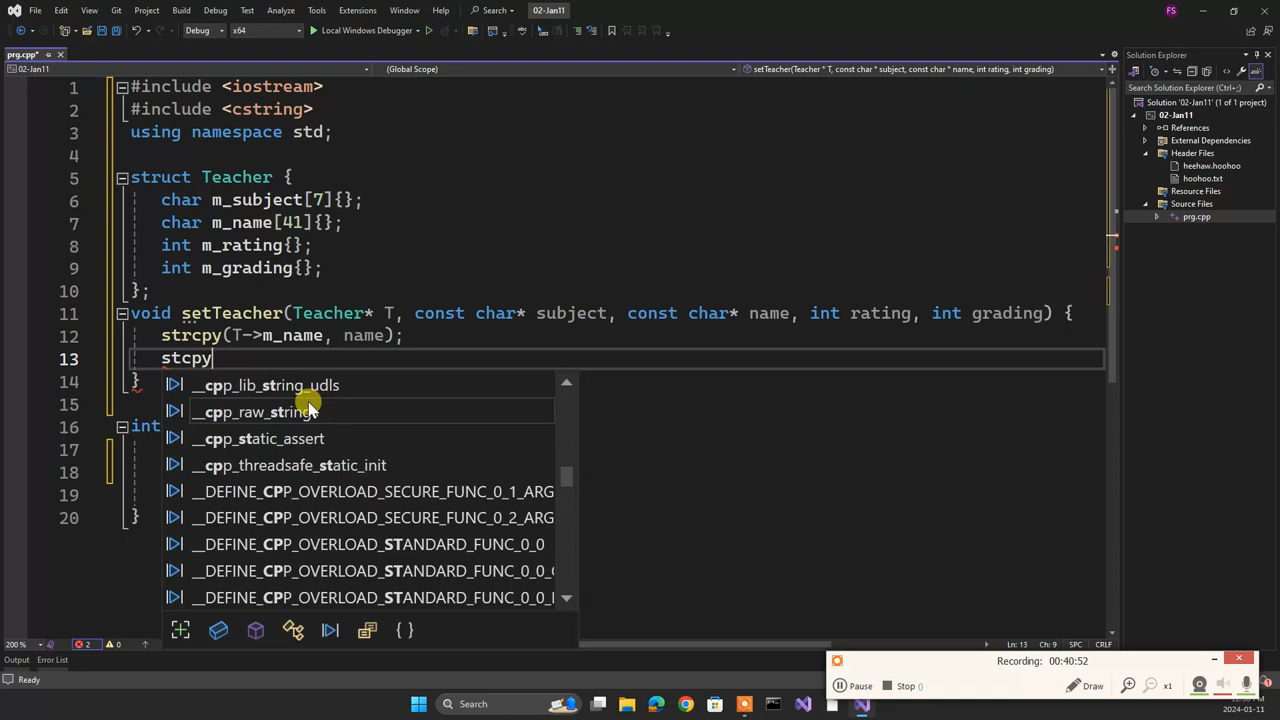 File Edit View Git Project Build Debug Test Analyze Tools Extensions Window Help Search 02-Jan11 FS
Debug x64 Local Windows Debugger
prg.cpp*
02-Jan11 (Global Scope) setTeacher(Teacher * T, const char * subject, const char * name, int rating, int grading)
1 #include <iostream>
2 #include <cstring>
3 using namespace std;
4
5 struct Teacher {
6 char m_subject[7]{};
7 char m_name[41]{};
8 int m_rating{};
9 int m_grading{};
10 };
11 void setTeacher(Teacher* T, const char* subject, const char* name, int rating, int grading) {
12 strcpy(T->m_name, name);
13 stcpy
14 }
15
16 int
17
18
19
20 }
__cpp_lib_string_udls
__cpp_raw_strings
__cpp_static_assert
__cpp_threadsafe_static_init
__DEFINE_CPP_OVERLOAD_SECURE_FUNC_0_1_ARG
__DEFINE_CPP_OVERLOAD_SECURE_FUNC_0_2_ARG
__DEFINE_CPP_OVERLOAD_STANDARD_FUNC_0_0
__DEFINE_CPP_OVERLOAD_STANDARD_FUNC_0_0_
__DEFINE_CPP_OVERLOAD_STANDARD_FUNC_0_0_
{ }
Solution Explorer
Search Solution Explorer (Ctrl+;)
Solution '02-Jan11' (1 of 1 project)
02-Jan11
References
External Dependencies
Header Files
heehaw.hoohoo
hoohoo.txt
Resource Files
Source Files
prg.cpp
200 % 2 0 Ln: 13 Ch: 9 SPC CRLF
Output Error List
Ready
Recording: 00:40:52
Pause Stop () Draw x1
Search
2024-01-11